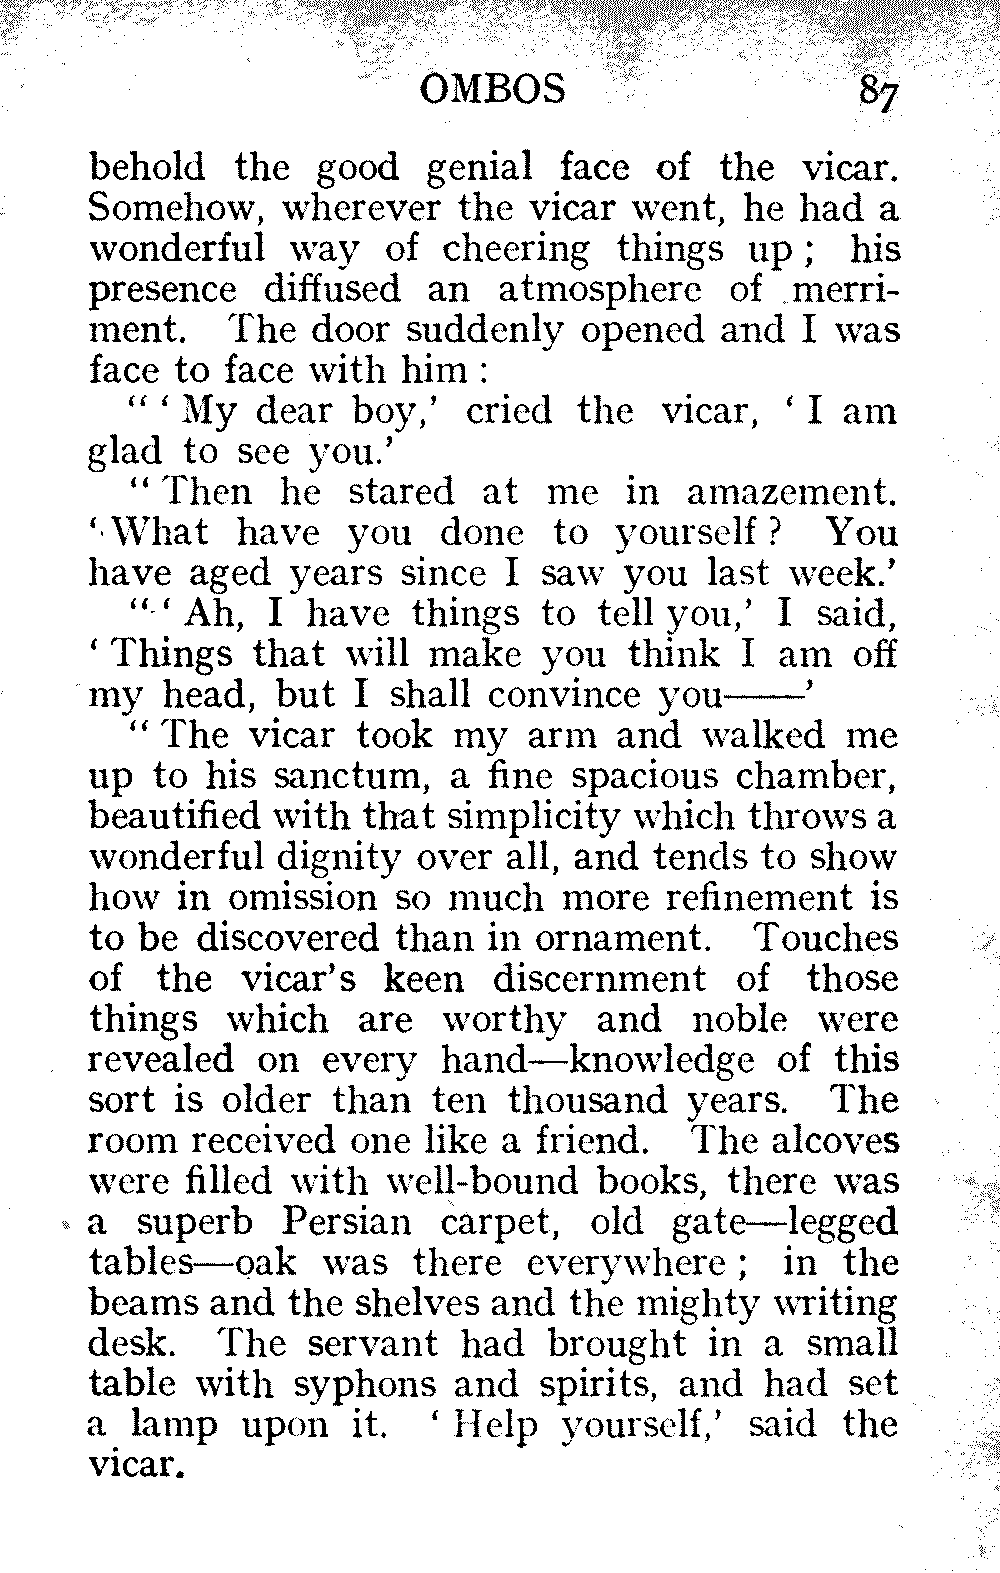 OMBOS 87
behold the good genial face of the vicar.
Somehow, wherever the vicar went, he had a
wonderful way of cheering things up ; his
presence diffused an atmosphere of merri-
ment. The door suddenly opened and I was
face to face with him :
“ ‘ My dear boy,’ cried the vicar, ‘ I am
glad to see you.’
“ Then he stared at me in amazement.
‘ What have you done to yourself ? You
have aged years since I saw you last week.’
“ ‘ Ah, I have things to tell you,’ I said,
‘ Things that will make you think I am off
my head, but I shall convince you——’
“ The vicar took my arm and walked me
up to his sanctum, a fine spacious chamber,
beautified with that simplicity which throws a
wonderful dignity over all, and tends to show
how in omission so much more refinement is
to be discovered than in ornament. Touches
of the vicar’s keen discernment of those
things which are worthy and noble were
revealed on every hand—knowledge of this
sort is older than ten thousand years. The
room received one like a friend. The alcoves
were filled with well-bound books, there was
a superb Persian carpet, old gate—legged
tables—oak was there everywhere ; in the
beams and the shelves and the mighty writing
desk. The servant had brought in a small
table with syphons and spirits, and had set
a lamp upon it. ‘ Help yourself,’ said the
vicar.